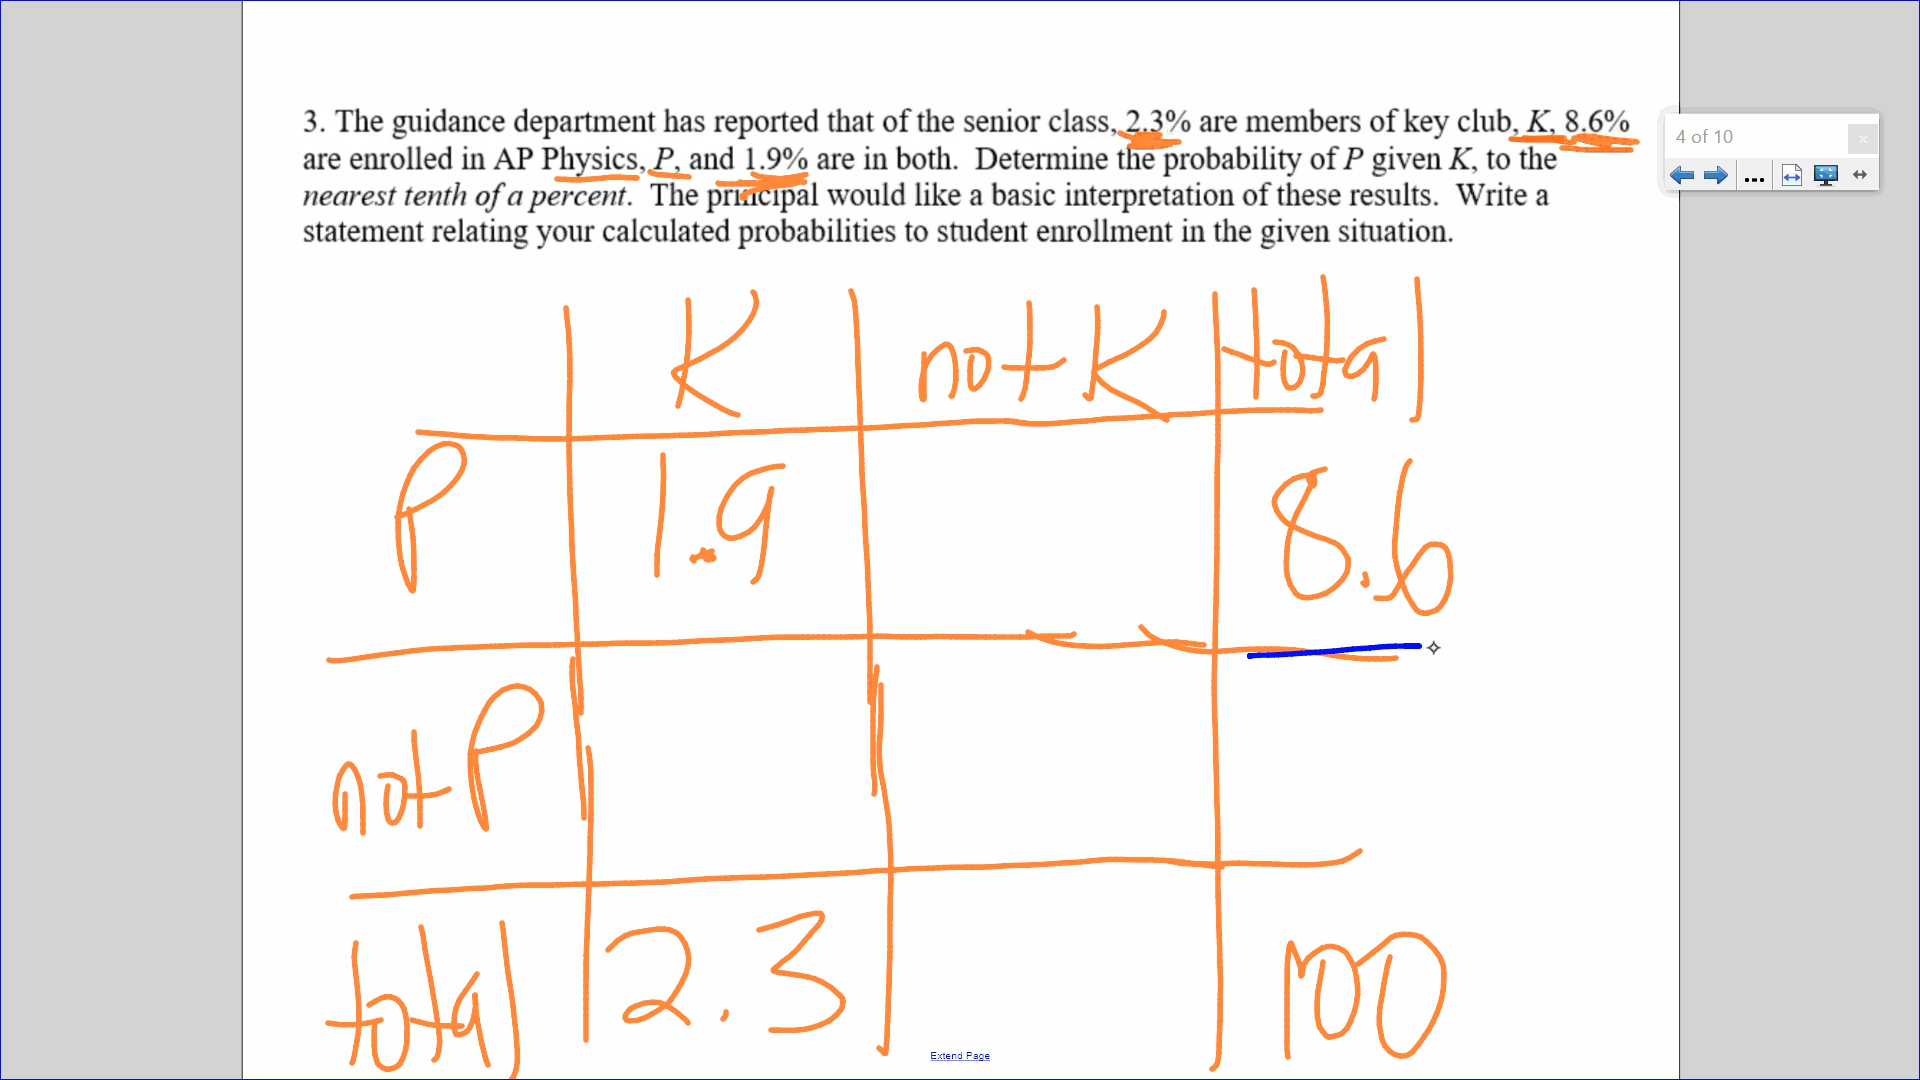 3. The guidance department has reported that of the senior class, 2.3% are members of key club, K, 8.6%
are enrolled in AP Physics, P, and 1.9% are in both. Determine the probability of P given K, to the
nearest tenth of a percent. The principal would like a basic interpretation of these results. Write a
statement relating your calculated probabilities to student enrollment in the given situation.
4 of 10
K not K total
P 1.9 8.6
not P
total 2.3 100
Extend Page